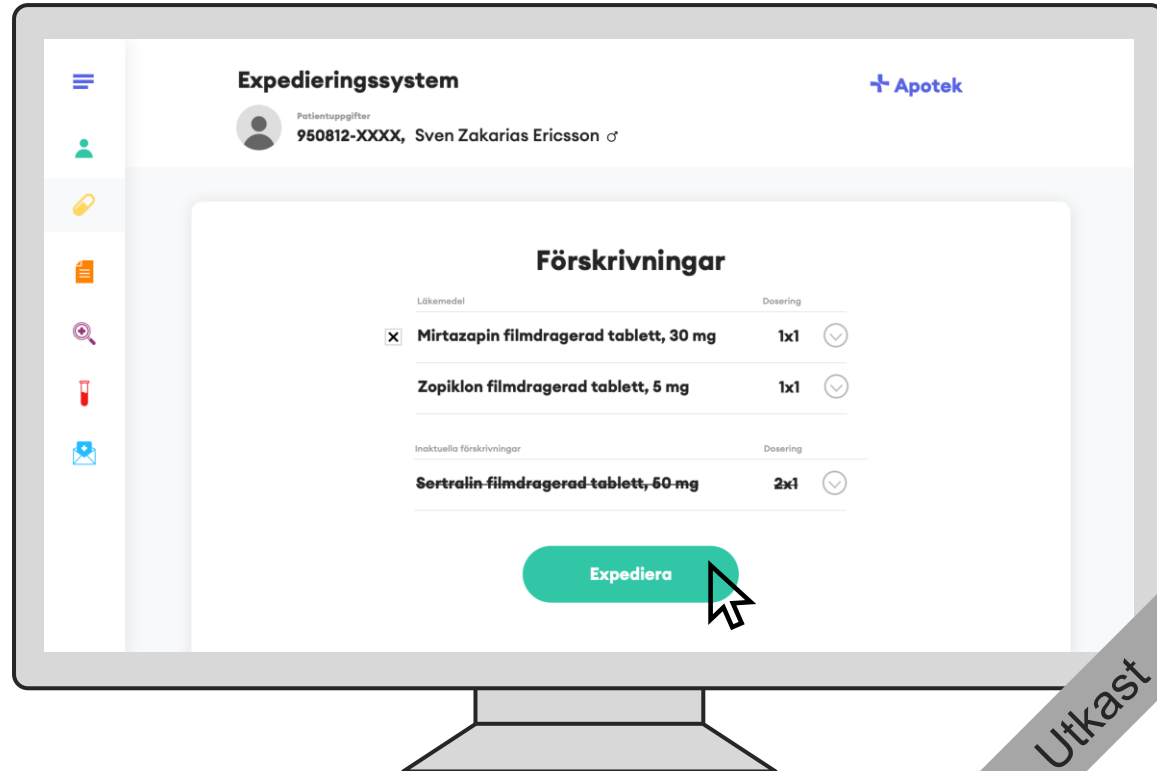 Expedieringssystem
Apotek
Patientuppgifter
950812-XXXX, Sven Zakarias Ericsson ♂
Förskrivningar
Läkemedel Dosering
Mirtazapin filmdragerad tablett, 30 mg 1x1
Zopiklon filmdragerad tablett, 5 mg 1x1
Inaktuella förskrivningar Dosering
Sertralin filmdragerad tablett, 50 mg 2x1
Expediera
Utkast